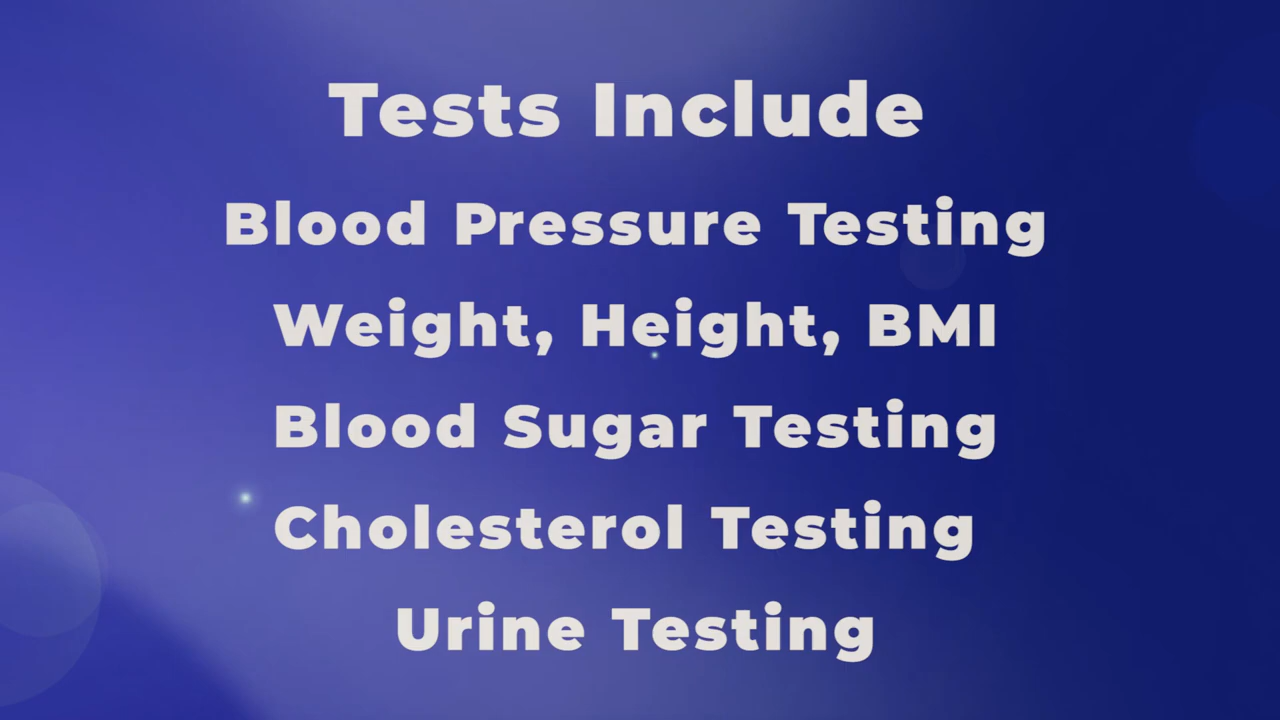 Tests Include
Blood Pressure Testing
Weight, Height, BMI
Blood Sugar Testing
Cholesterol Testing
Urine Testing